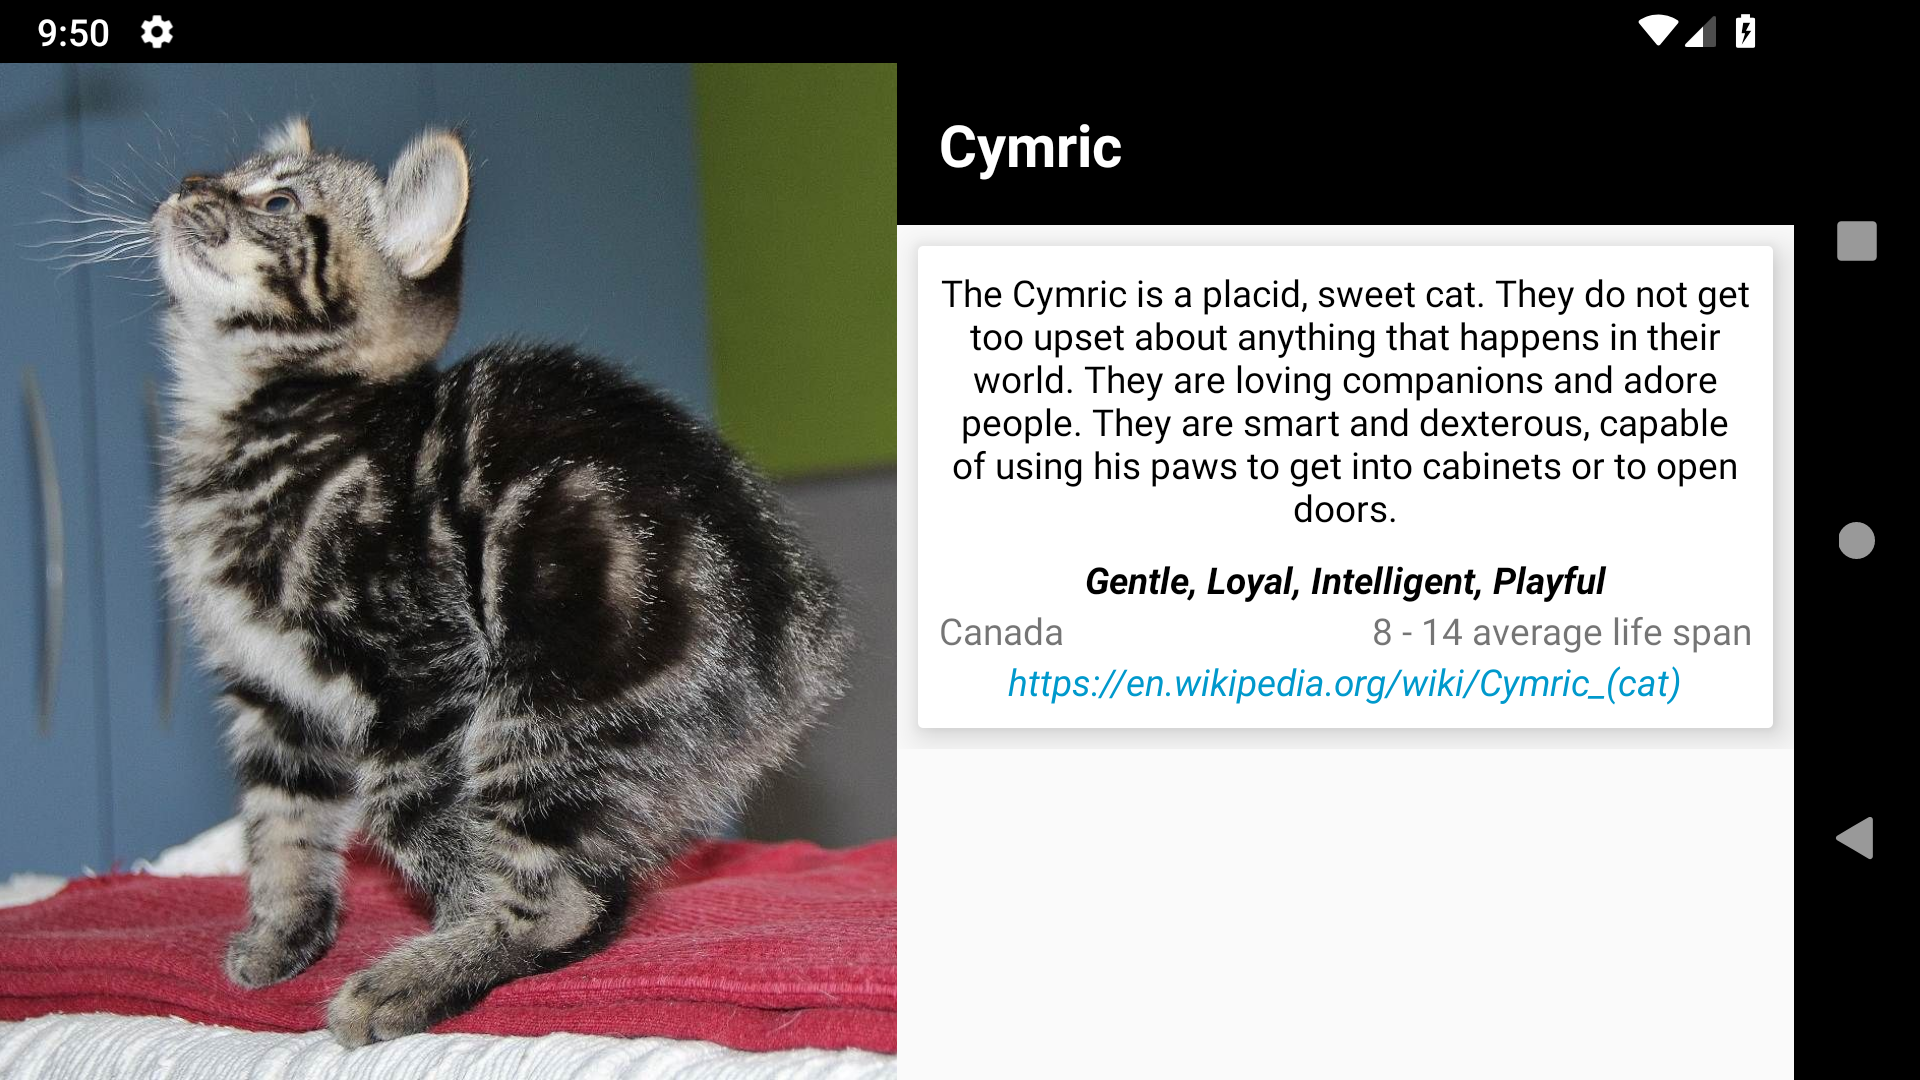 9:50
Cymric
The Cymric is a placid, sweet cat. They do not get
too upset about anything that happens in their
world. They are loving companions and adore
people. They are smart and dexterous, capable
of using his paws to get into cabinets or to open
doors.
Gentle, Loyal, Intelligent, Playful
Canada
8 - 14 average life span
https://en.wikipedia.org/wiki/Cymric_(cat)